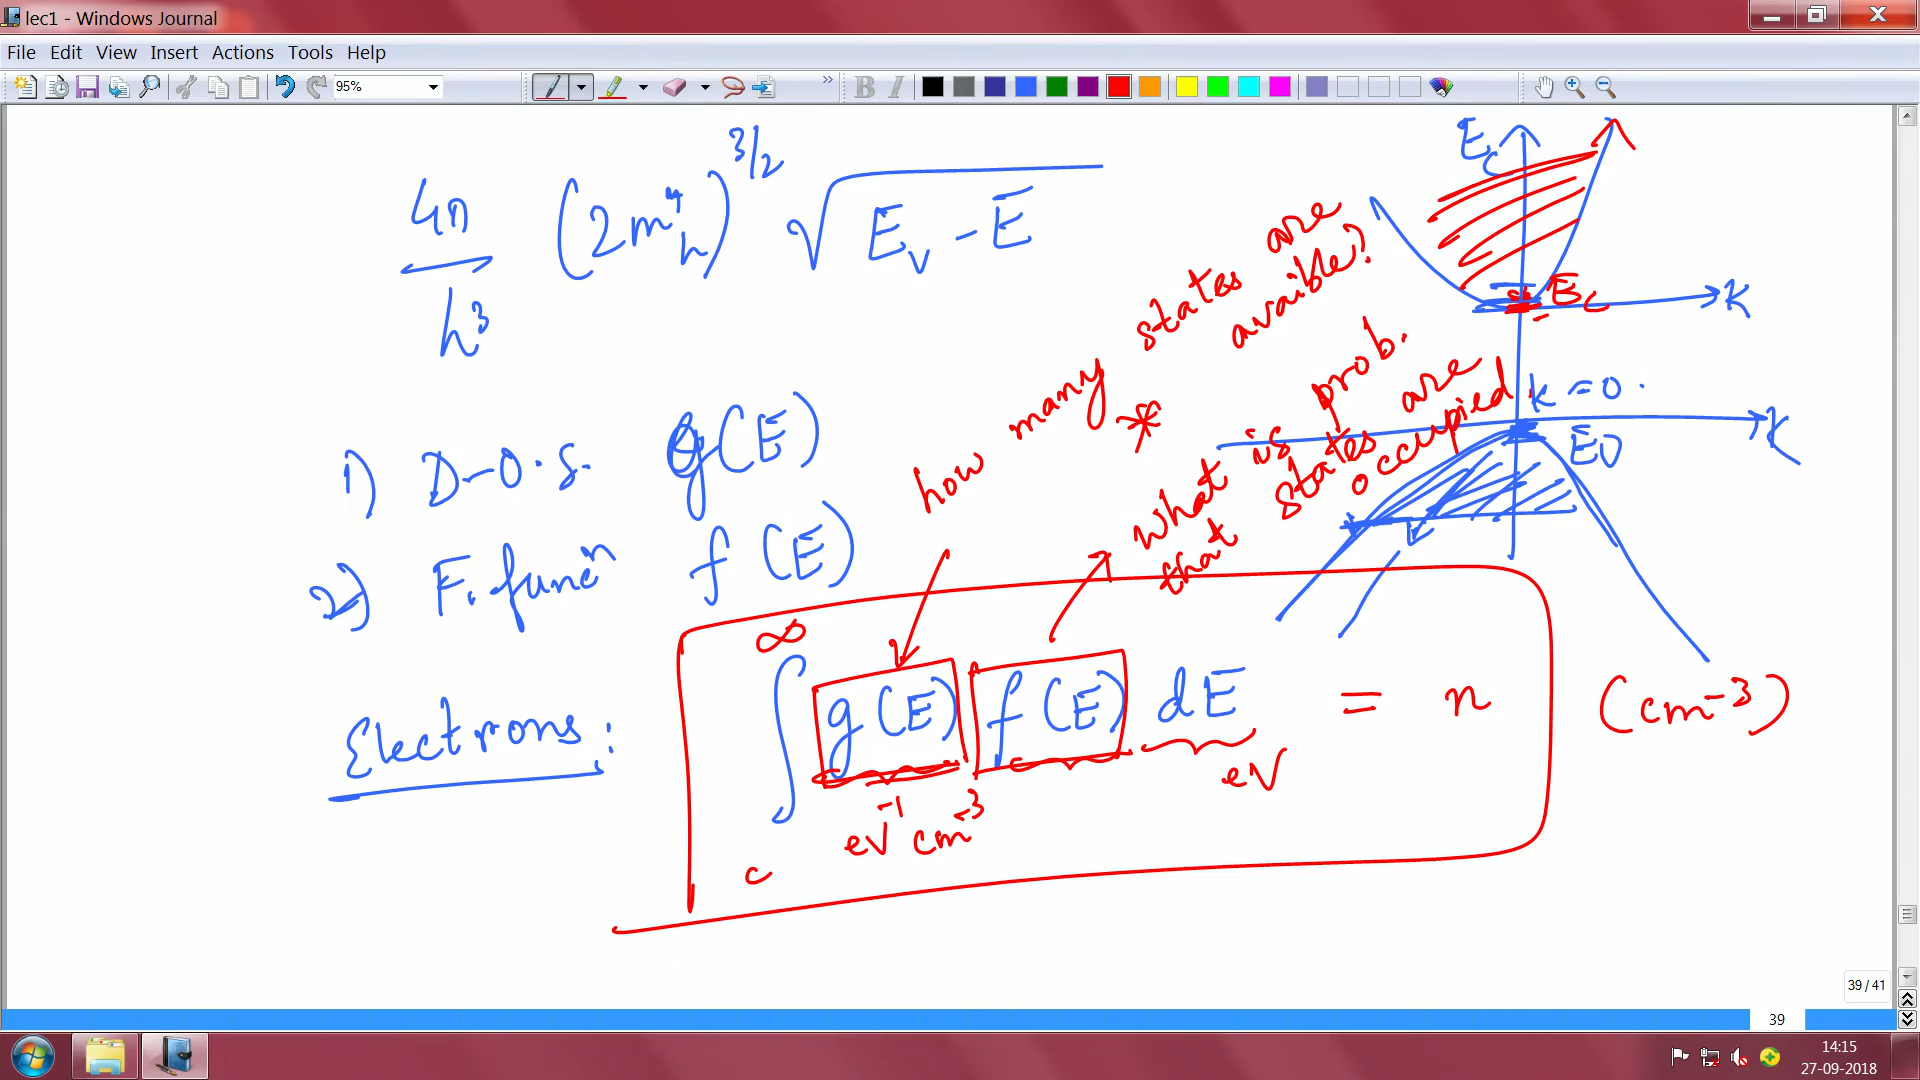 lec1 - Windows Journal
File Edit View Insert Actions Tools Help
95%
4π/h³ (2m*h)^3/2 √(Ev - E)
1) D-O.S. g(E)
2) F. funcⁿ f(E)
how many states are
avaible?
*
What is prob.
that states are
occupied
Ec
Ec
K
k = 0.
K
EV
Electrons:
∞
∫ g(E) f(E) dE = n (cm⁻³)
eV⁻¹ cm⁻³
eV
c
39 / 41
39
14:15
27-09-2018